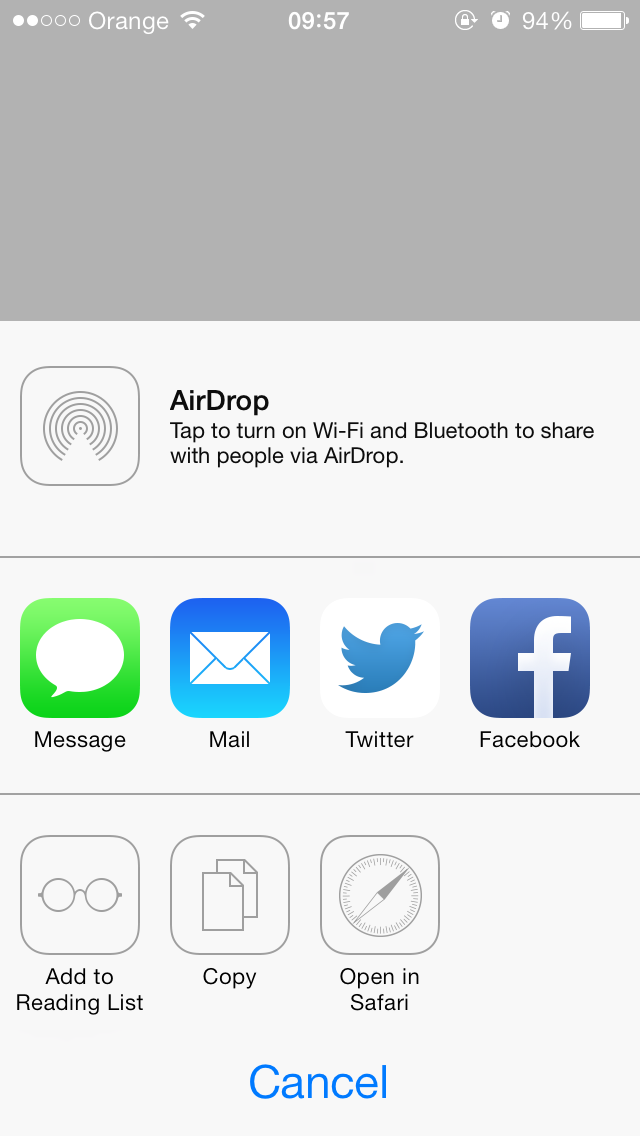 Orange 09:57 94%
AirDrop
Tap to turn on Wi-Fi and Bluetooth to share
with people via AirDrop.
Message Mail Twitter Facebook
Add to Reading List Copy Open in Safari
Cancel